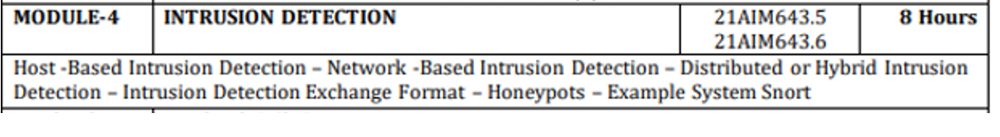 MODULE-4 INTRUSION DETECTION 21AIM643.5 8 Hours
21AIM643.6
Host -Based Intrusion Detection – Network -Based Intrusion Detection – Distributed or Hybrid Intrusion
Detection – Intrusion Detection Exchange Format – Honeypots – Example System Snort